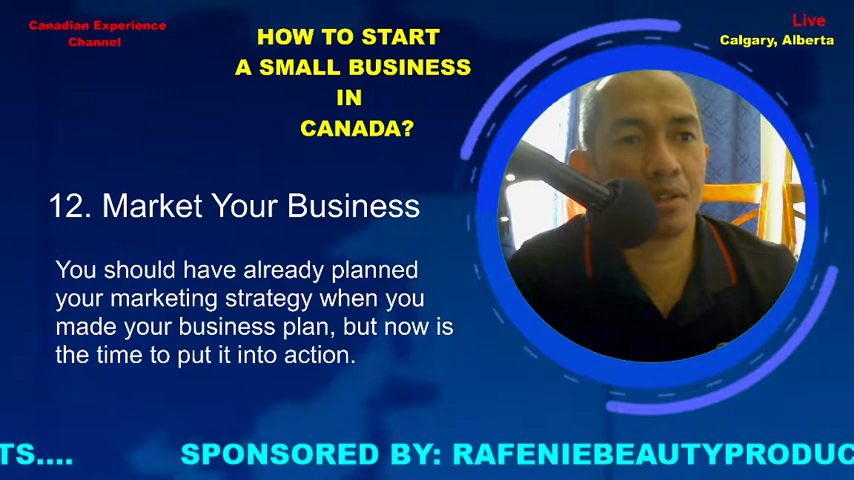 Canadian Experience
Channel
HOW TO START
A SMALL BUSINESS
IN
CANADA?
Live
Calgary, Alberta
12. Market Your Business
You should have already planned
your marketing strategy when you
made your business plan, but now is
the time to put it into action.
TS.... SPONSORED BY: RAFENIEBEAUTYPRODUC